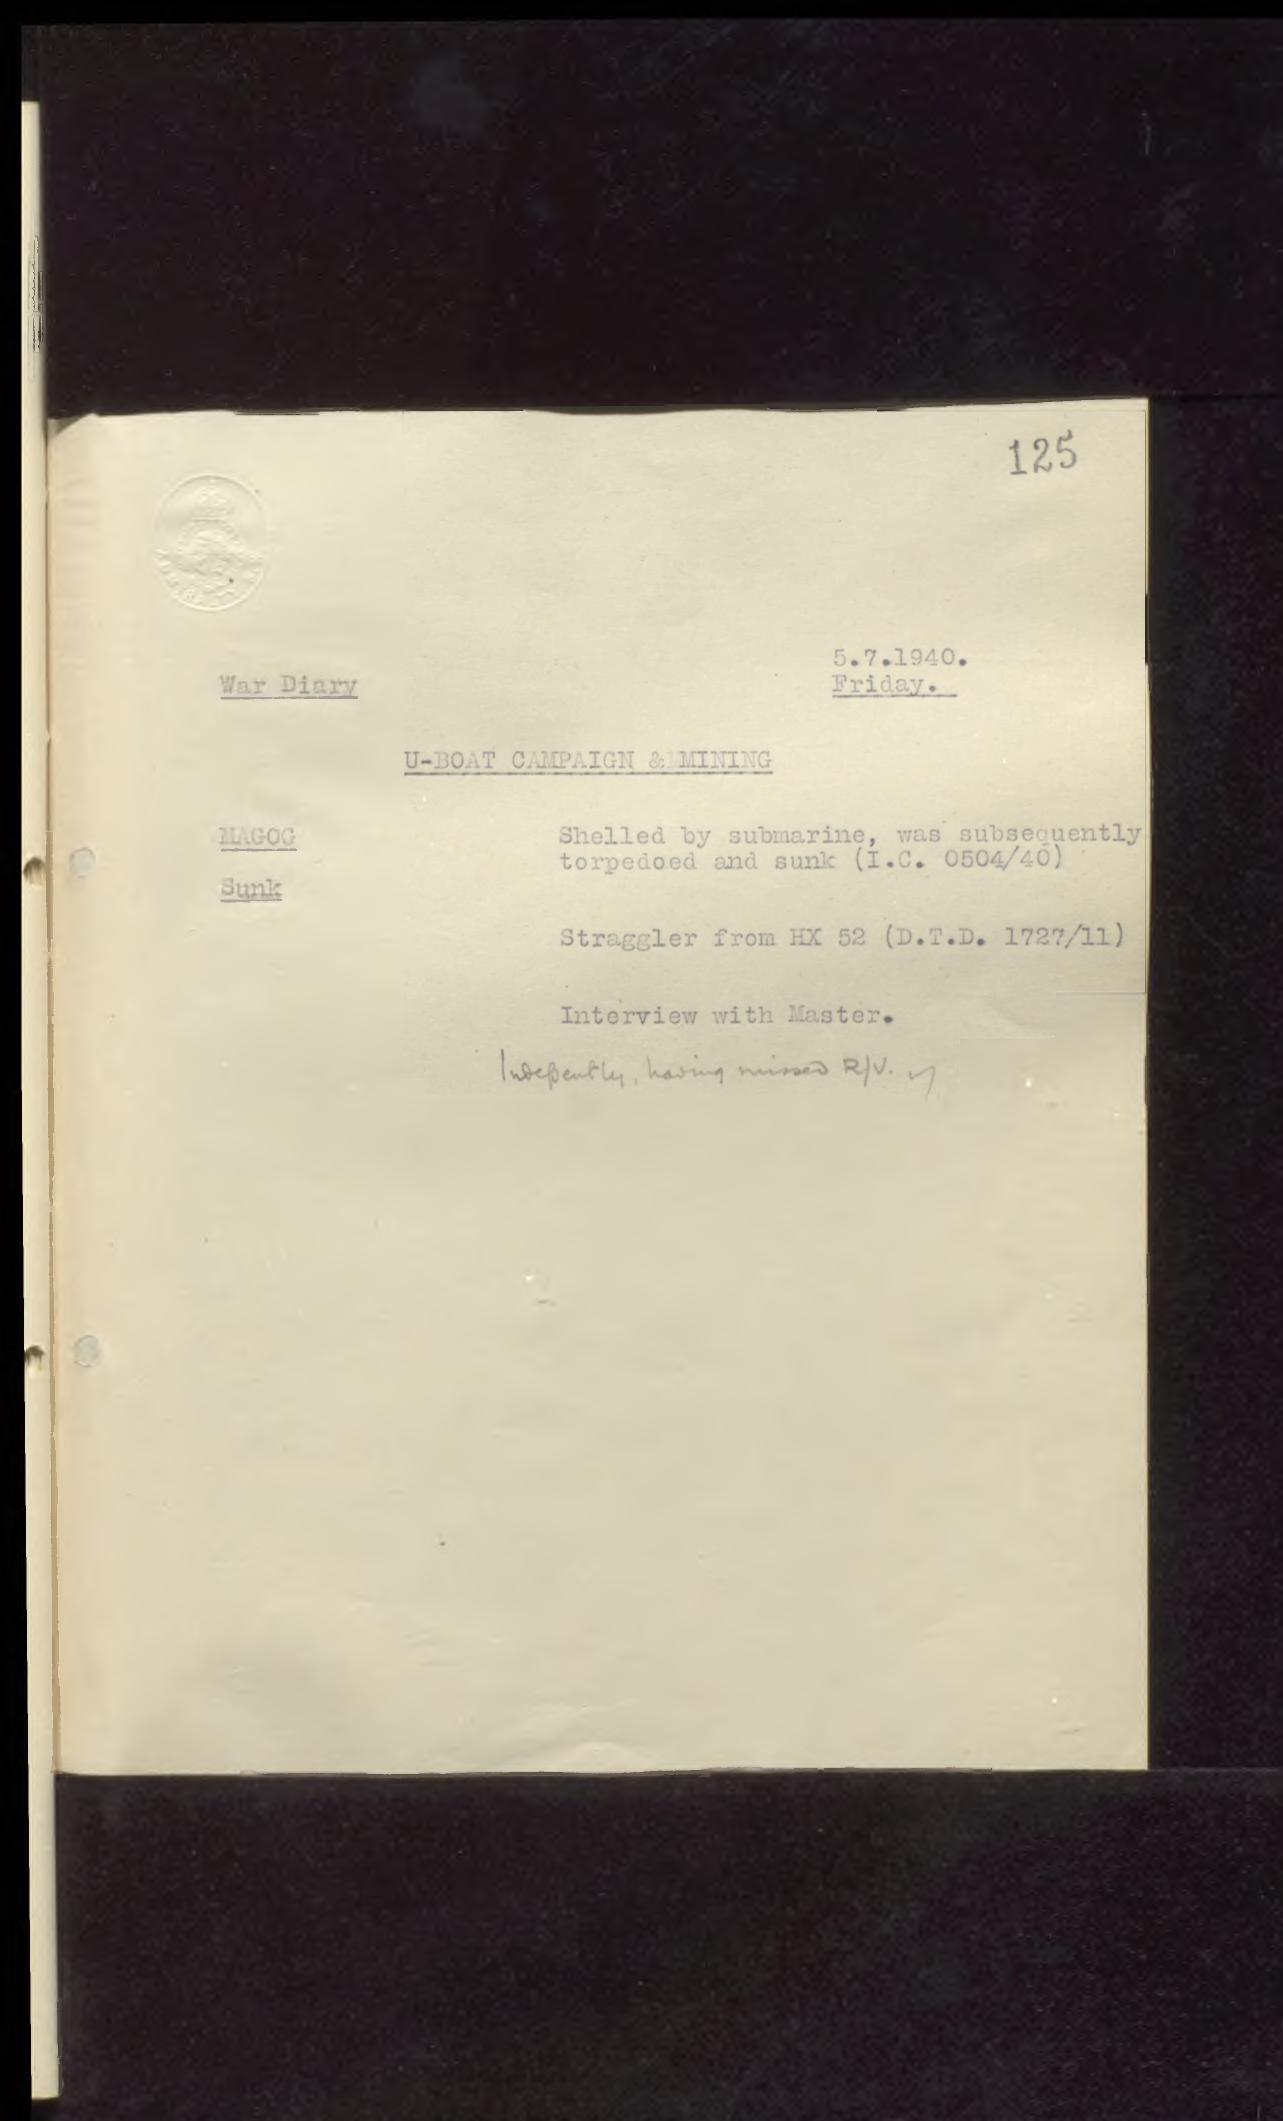 125
5.7.1940.
War Diary
Friday.
U-BOAT CAMPAIGN & MINING
MAGOG
Shelled by submarine, was subsequently
torpedoed and sunk (I.C. 0504/40)
Sunk
Straggler from HX 52 (D.T.D. 1727/11)
Interview with Master.
Indepently, having missed R/V.